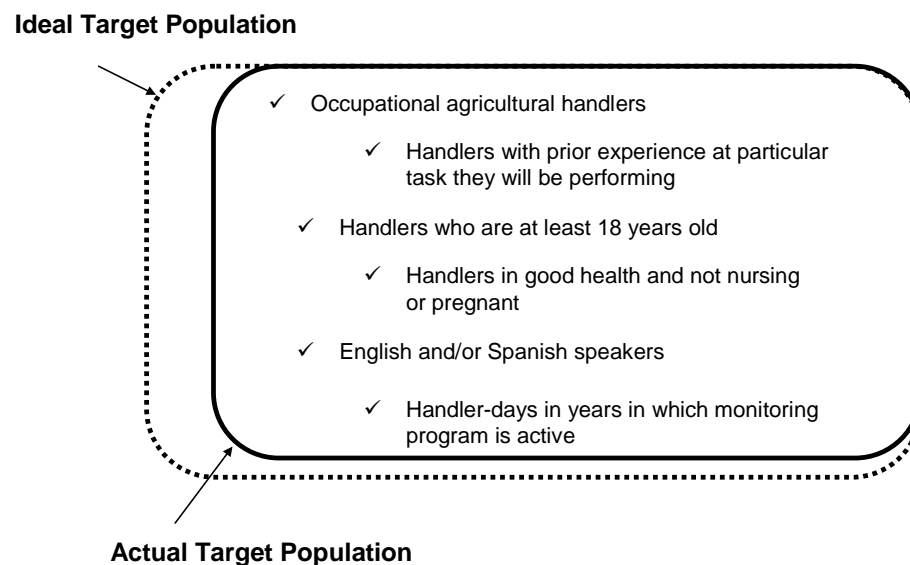 Ideal Target Population
✓ Occupational agricultural handlers
✓ Handlers with prior experience at particular
task they will be performing
✓ Handlers who are at least 18 years old
✓ Handlers in good health and not nursing
or pregnant
✓ English and/or Spanish speakers
✓ Handler-days in years in which monitoring
program is active
Actual Target Population